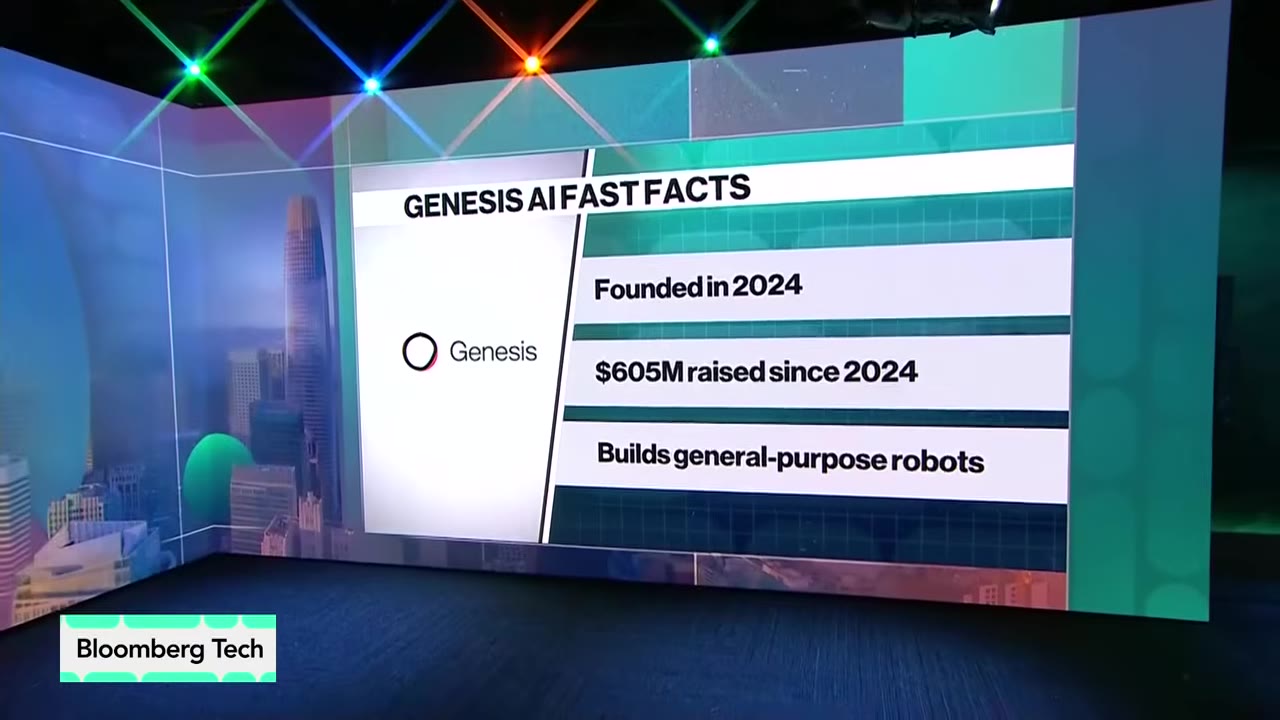 GENESIS AI FAST FACTS
Founded in 2024
Genesis
$605M raised since 2024
Builds general-purpose robots
Bloomberg Tech